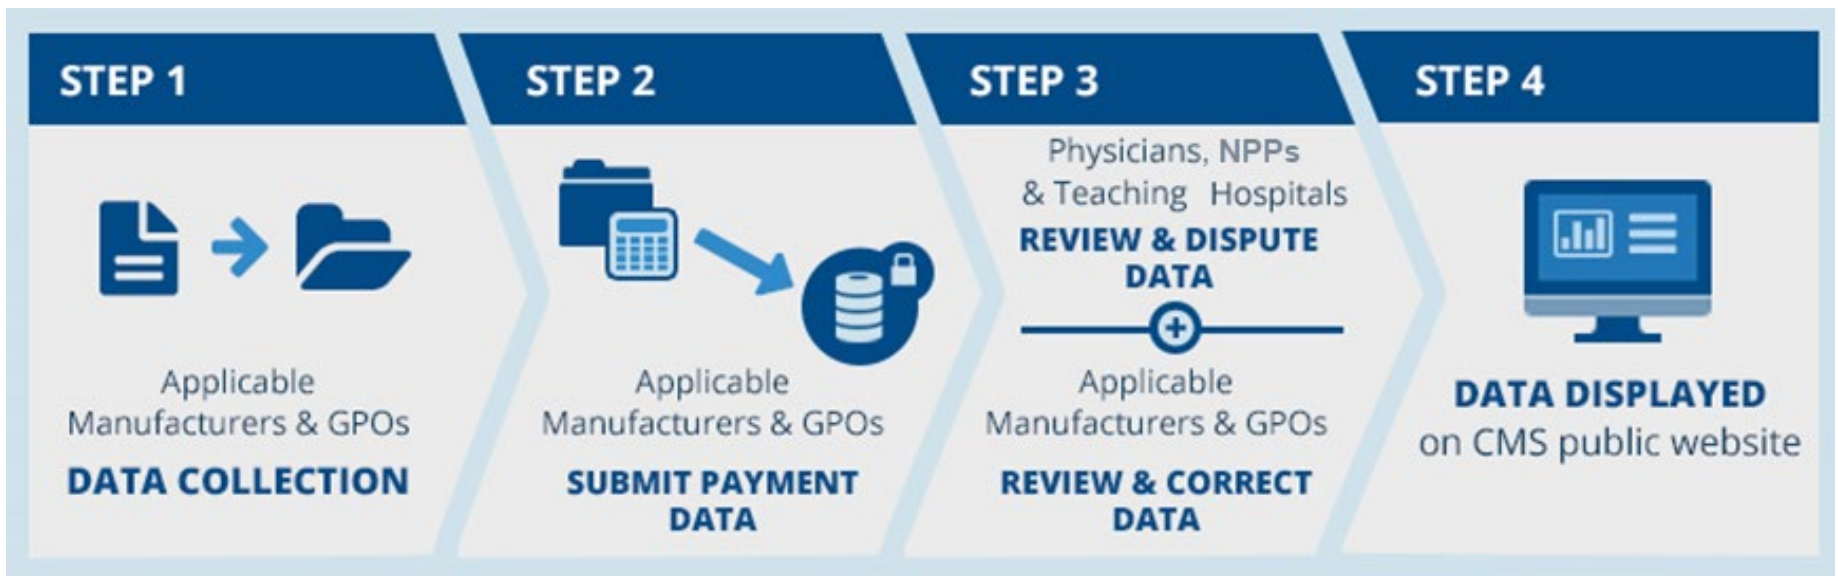 STEP 1
Applicable
Manufacturers & GPOs
DATA COLLECTION
STEP 2
Applicable
Manufacturers & GPOs
SUBMIT PAYMENT
DATA
STEP 3
Physicians, NPPs
& Teaching Hospitals
REVIEW & DISPUTE
DATA
Applicable
Manufacturers & GPOs
REVIEW & CORRECT
DATA
STEP 4
DATA DISPLAYED
on CMS public website